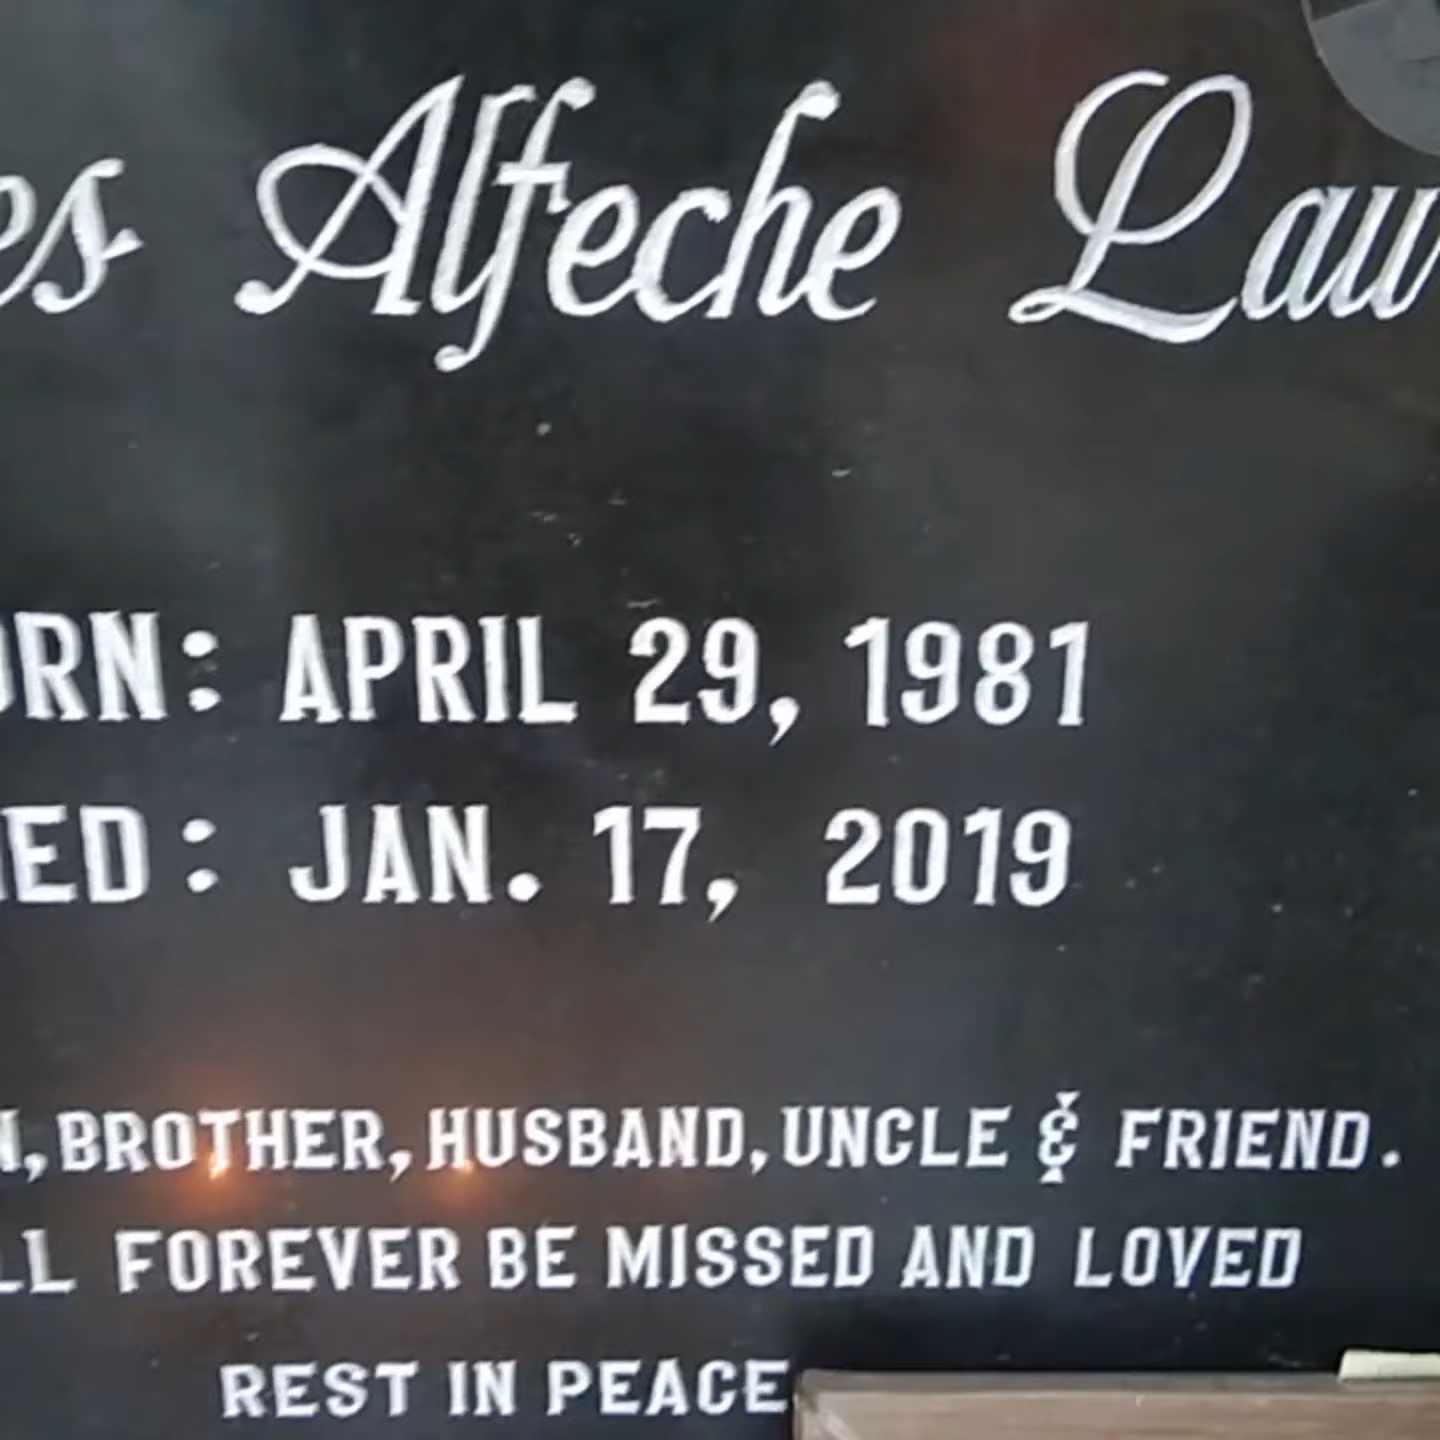 es Alfeche Law
ORN: APRIL 29, 1981
IED: JAN. 17, 2019
N, BROTHER, HUSBAND, UNCLE & FRIEND.
LL FOREVER BE MISSED AND LOVED
REST IN PEACE